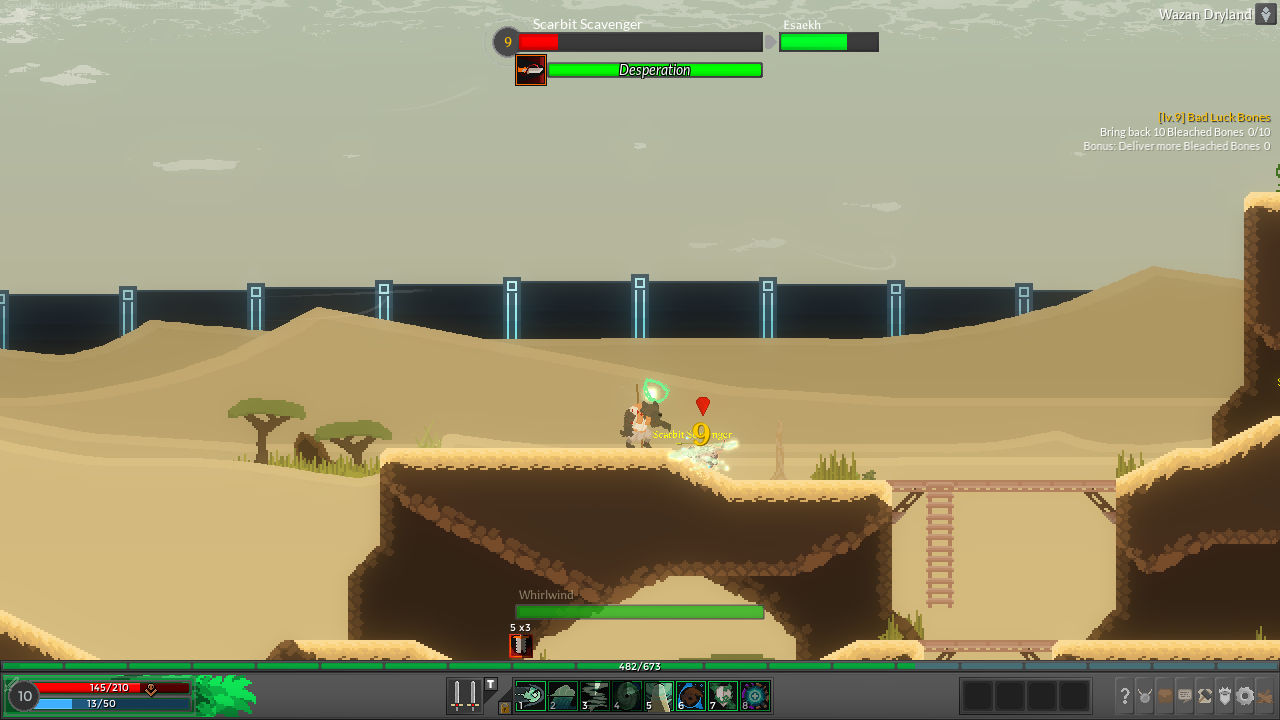 Scarbit Scavenger
Esaekh
Wazan Dryland
9
Desperation
[lv.9] Bad Luck Bones
Bring back 10 Bleached Bones 0/10
Bonus: Deliver more Bleached Bones 0
Scarbit Scavenger
9
Whirlwind
5 x3
482/673
10
145/210
13/50
T
1
2
3
4
5
6
7
8
?